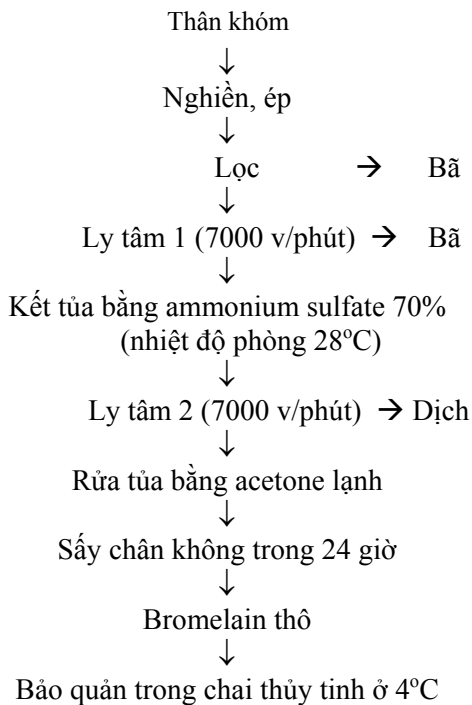 Thân khóm
↓
Nghiền, ép
↓
Lọc → Bã
↓
Ly tâm 1 (7000 v/phút) → Bã
↓
Kết tủa bằng ammonium sulfate 70%
(nhiệt độ phòng 28°C)
↓
Ly tâm 2 (7000 v/phút) → Dịch
↓
Rửa tủa bằng acetone lạnh
↓
Sấy chân không trong 24 giờ
↓
Bromelain thô
↓
Bảo quản trong chai thủy tinh ở 4°C